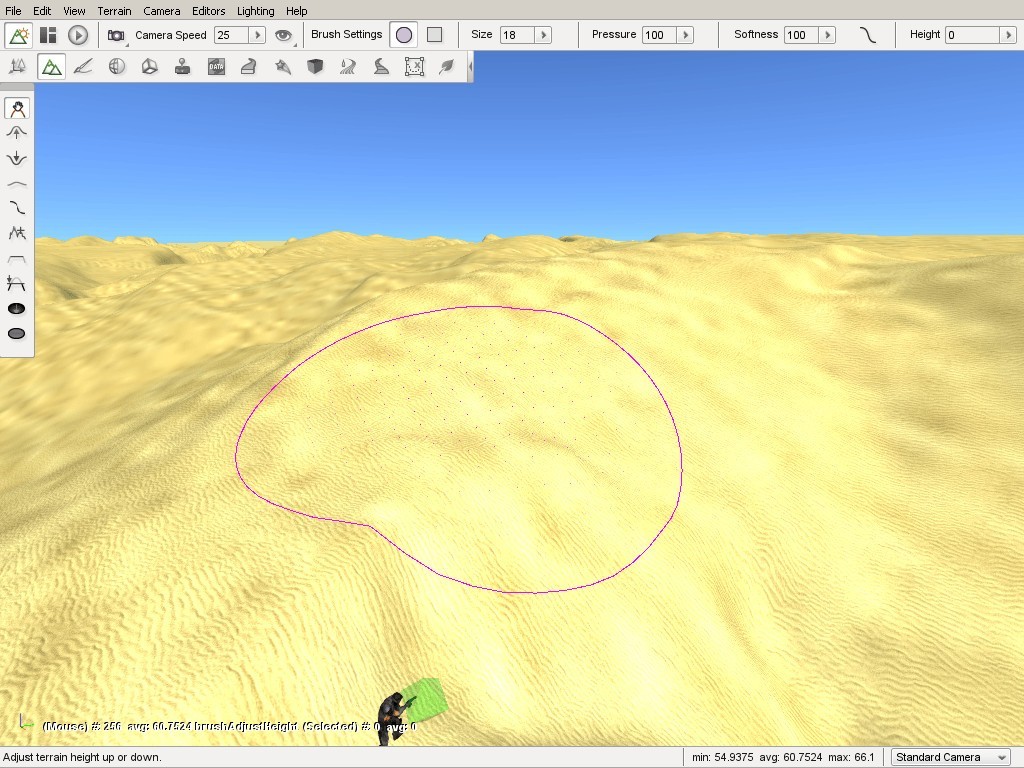 File Edit View Terrain Camera Editors Lighting Help
Camera Speed 25 Brush Settings Size 18 Pressure 100 Softness 100 Height 0
DATA
(Mouse) #: 256 avg: 60.7524 brushAdjustHeight (Selected) #: 0 avg: 0
Adjust terrain height up or down. min: 54.9375 avg: 60.7524 max: 66.1 Standard Camera